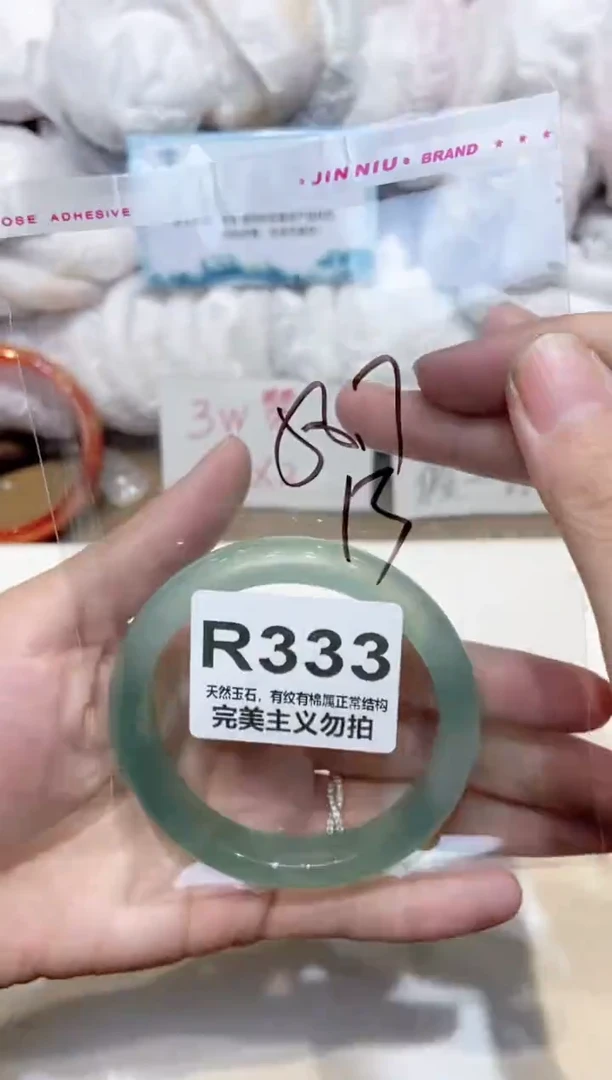 • JIN NIU • BRAND ★ ★ ★
OSE ADHESIVE
3W
R333
天然玉石，有纹有棉属正常结构
完美主义勿拍